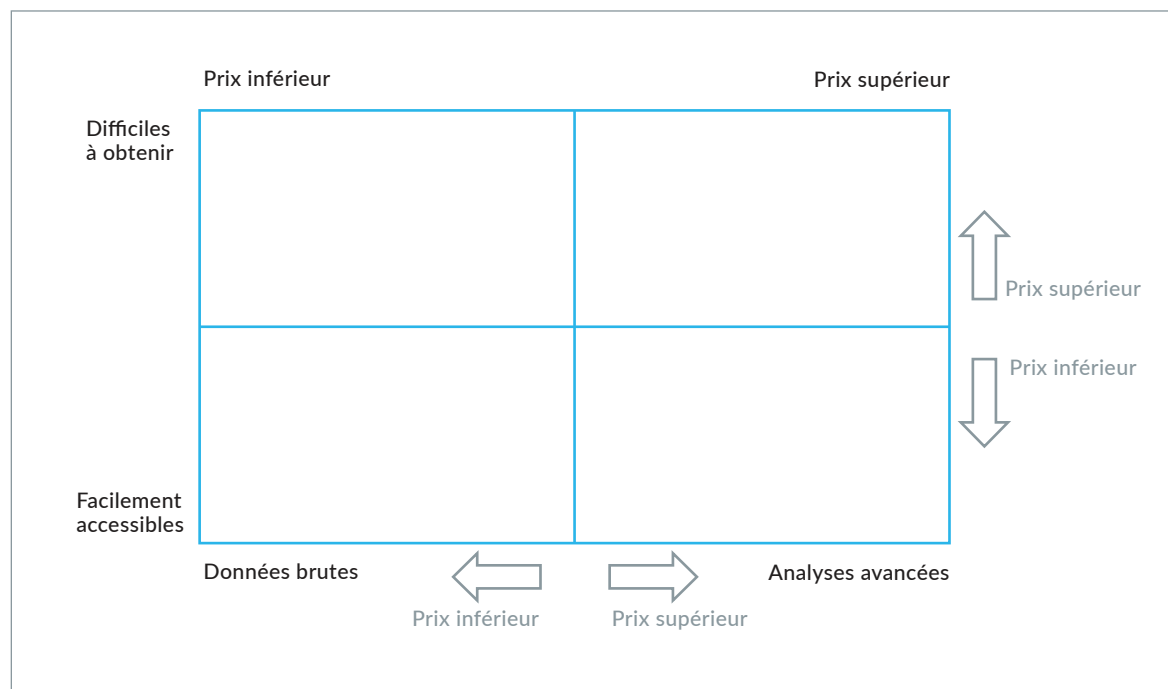 Prix inférieur
Prix supérieur
Difficiles
à obtenir
Prix supérieur
Prix inférieur
Facilement
accessibles
Données brutes
Analyses avancées
Prix inférieur
Prix supérieur